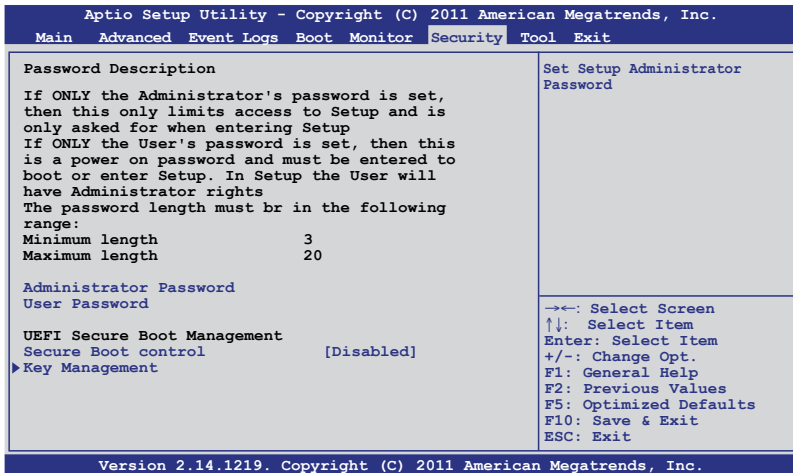 Aptio Setup Utility - Copyright (C) 2011 American Megatrends, Inc.
Main Advanced Event Logs Boot Monitor Security Tool Exit
Password Description
If ONLY the Administrator's password is set,
then this only limits access to Setup and is
only asked for when entering Setup
If ONLY the User's password is set, then this
is a power on password and must be entered to
boot or enter Setup. In Setup the User will
have Administrator rights
The password length must br in the following
range:
Minimum length 3
Maximum length 20
Administrator Password
User Password
UEFI Secure Boot Management
Secure Boot control [Disabled]
Key Management
Set Setup Administrator
Password
→←: Select Screen
↑↓: Select Item
Enter: Select Item
+/-: Change Opt.
F1: General Help
F2: Previous Values
F5: Optimized Defaults
F10: Save & Exit
ESC: Exit
Version 2.14.1219. Copyright (C) 2011 American Megatrends, Inc.